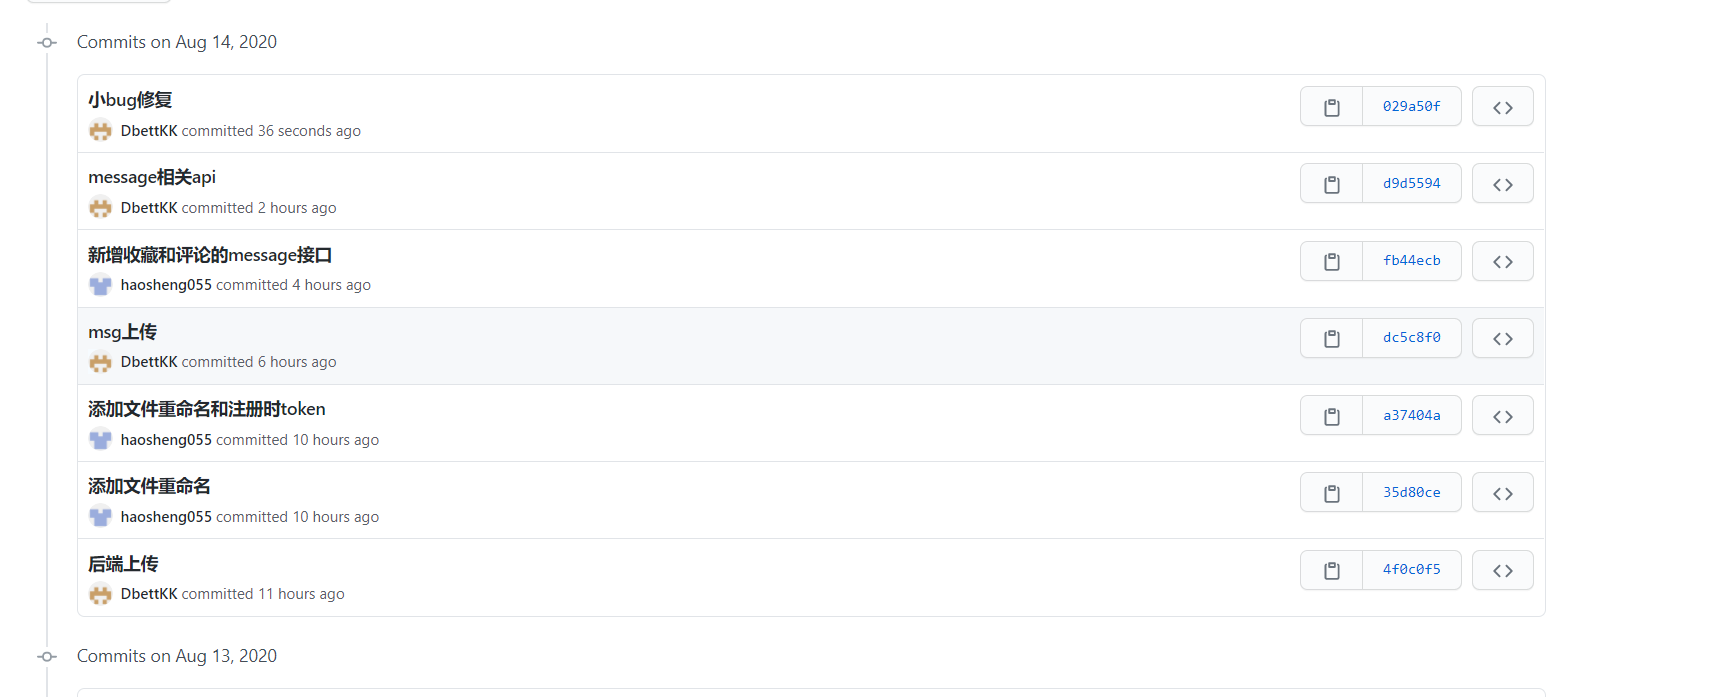 Commits on Aug 14, 2020
小bug修复
029a50f
DbettKK committed 36 seconds ago
message相关api
d9d5594
DbettKK committed 2 hours ago
新增收藏和评论的message接口
fb44ecb
haosheng055 committed 4 hours ago
msg上传
dc5c8f0
DbettKK committed 6 hours ago
添加文件重命名和注册时token
a37404a
haosheng055 committed 10 hours ago
添加文件重命名
35d80ce
haosheng055 committed 10 hours ago
后端上传
4f0c0f5
DbettKK committed 11 hours ago
Commits on Aug 13, 2020